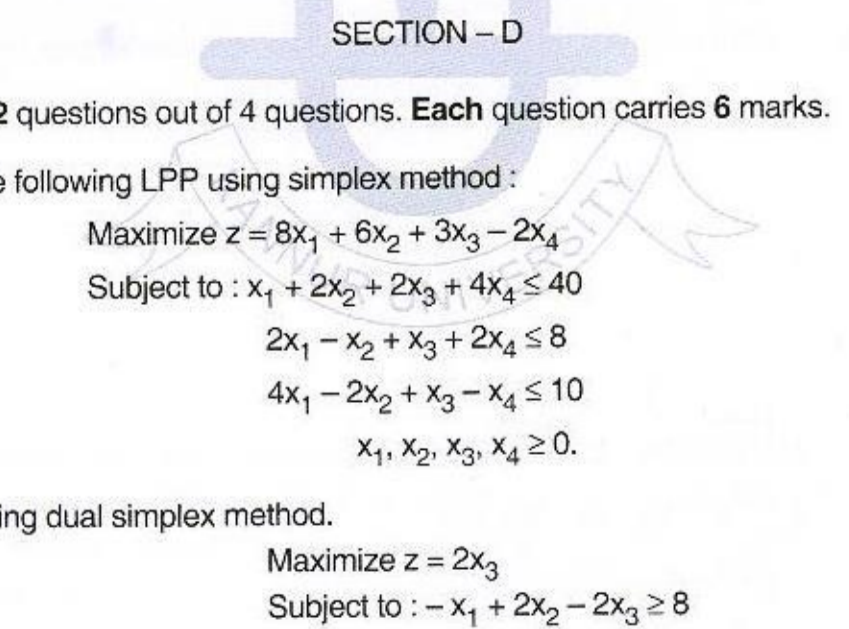 SECTION – D
2 questions out of 4 questions. Each question carries 6 marks.
e following LPP using simplex method :
Maximize z = 8x₁ + 6x₂ + 3x₃ – 2x₄
Subject to : x₁ + 2x₂ + 2x₃ + 4x₄ ≤ 40
2x₁ – x₂ + x₃ + 2x₄ ≤ 8
4x₁ – 2x₂ + x₃ – x₄ ≤ 10
x₁, x₂, x₃, x₄ ≥ 0.
ing dual simplex method.
Maximize z = 2x₃
Subject to : – x₁ + 2x₂ – 2x₃ ≥ 8
KANNUR UNIVERSITY